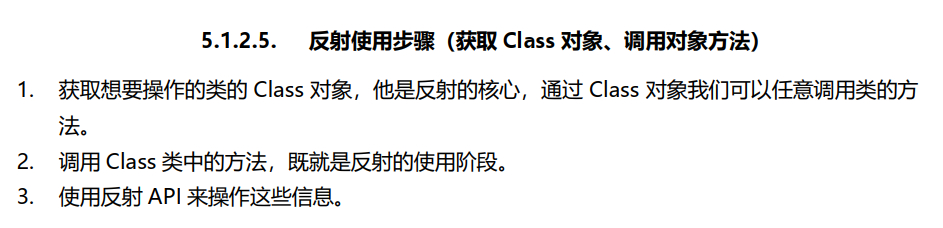 5.1.2.5. 反射使用步骤（获取 Class 对象、调用对象方法）
1. 获取想要操作的类的 Class 对象，他是反射的核心，通过 Class 对象我们可以任意调用类的方
法。
2. 调用 Class 类中的方法，既就是反射的使用阶段。
3. 使用反射 API 来操作这些信息。